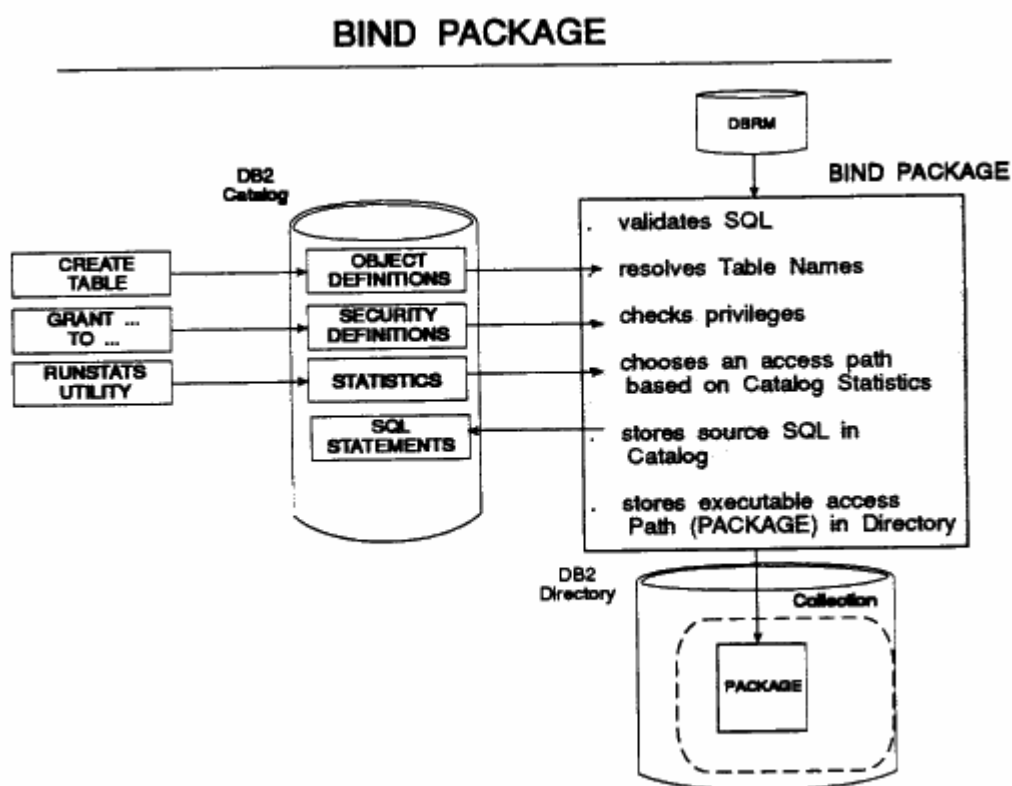 BIND PACKAGE
DBRM
BIND PACKAGE
DB2
Catalog
CREATE
TABLE
GRANT ...
TO ...
RUNSTATS
UTILITY
OBJECT
DEFINITIONS
SECURITY
DEFINITIONS
STATISTICS
SQL
STATEMENTS
. validates SQL
resolves Table Names
checks privileges
chooses an access path
based on Catalog Statistics
. stores source SQL in
Catalog
. stores executable access
Path (PACKAGE) in Directory
DB2
Directory
Collection
PACKAGE